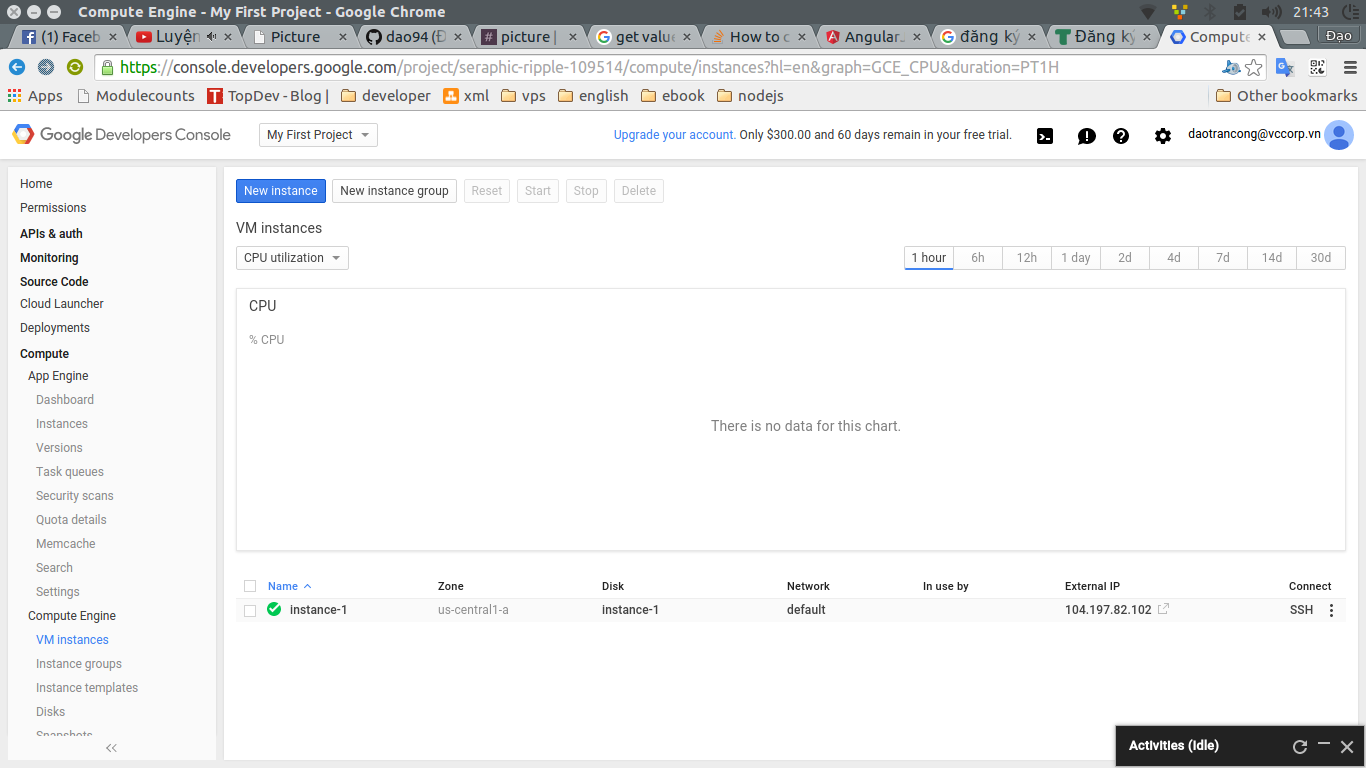 Compute Engine - My First Project - Google Chrome 21:43
(1) Faceb Luyện Picture dao94 (Đ picture | get value How to c AngularJ đăng ký Đăng ký Compute Đạo
https://console.developers.google.com/project/seraphic-ripple-109514/compute/instances?hl=en&graph=GCE_CPU&duration=PT1H
Apps Modulecounts TopDev - Blog | developer xml vps english ebook nodejs Other bookmarks
Google Developers Console My First Project Upgrade your account. Only $300.00 and 60 days remain in your free trial. daotrancong@vccorp.vn
Home
Permissions
APIs & auth
Monitoring
Source Code
Cloud Launcher
Deployments
Compute
App Engine
Dashboard
Instances
Versions
Task queues
Security scans
Quota details
Memcache
Search
Settings
Compute Engine
VM instances
Instance groups
Instance templates
Disks
Snapshots
New instance New instance group Reset Start Stop Delete
VM instances
CPU utilization 1 hour 6h 12h 1 day 2d 4d 7d 14d 30d
CPU
% CPU
There is no data for this chart.
Name Zone Disk Network In use by External IP Connect
instance-1 us-central1-a instance-1 default 104.197.82.102 SSH
Activities (Idle)